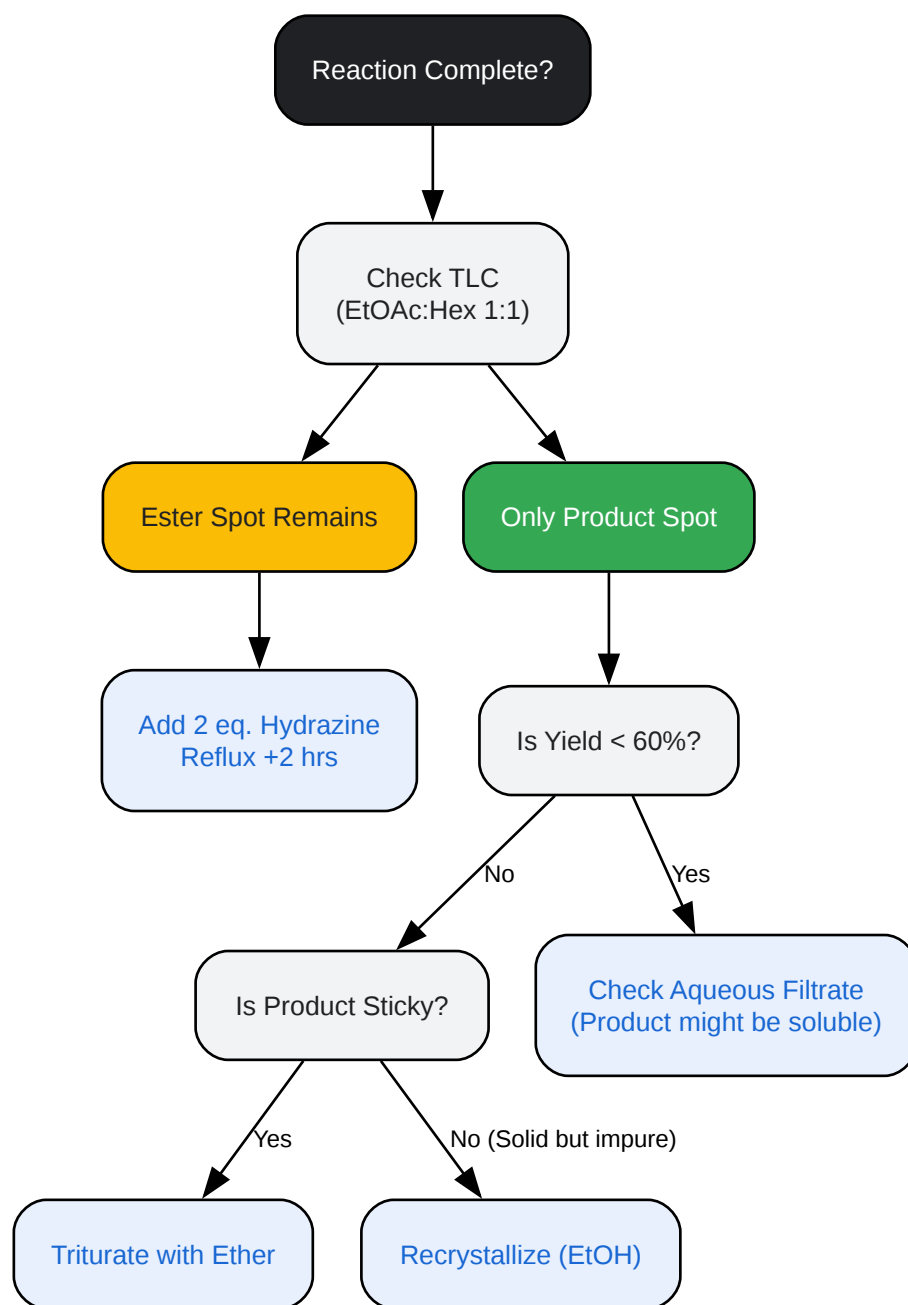 Reaction Complete?
Check TLC
(EtOAc:Hex 1:1)
Ester Spot Remains
Only Product Spot
Add 2 eq. Hydrazine
Reflux +2 hrs
Is Yield < 60%?
No
Yes
Is Product Sticky?
Check Aqueous Filtrate
(Product might be soluble)
Yes
No (Solid but impure)
Triturate with Ether
Recrystallize (EtOH)